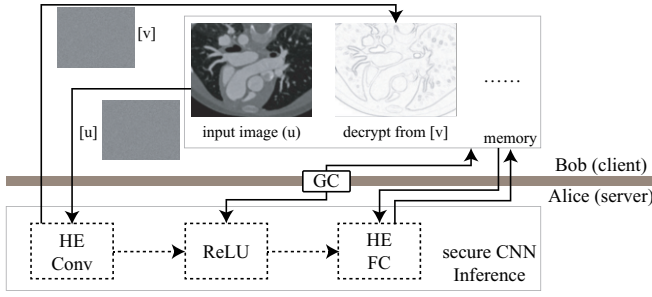 [v]
[u]
input image (u)
decrypt from [v]
......
memory
Bob (client)
GC
Alice (server)
HE
Conv
ReLU
HE
FC
secure CNN
Inference